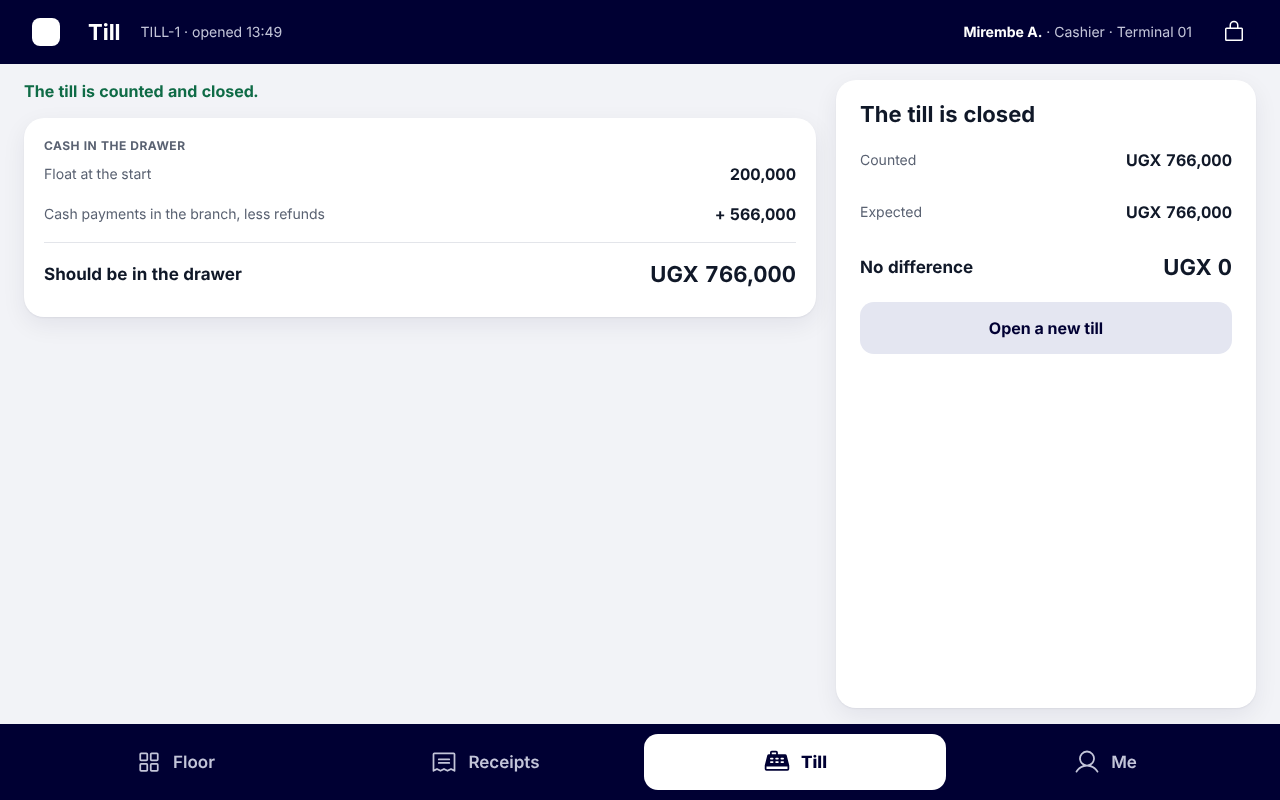 Till
TILL-1 · opened 13:49
Mirembe A. · Cashier · Terminal 01
The till is counted and closed.
CASH IN THE DRAWER
Float at the start 200,000
Cash payments in the branch, less refunds + 566,000
Should be in the drawer UGX 766,000
The till is closed
Counted UGX 766,000
Expected UGX 766,000
No difference UGX 0
Open a new till
Floor
Receipts
Till
Me